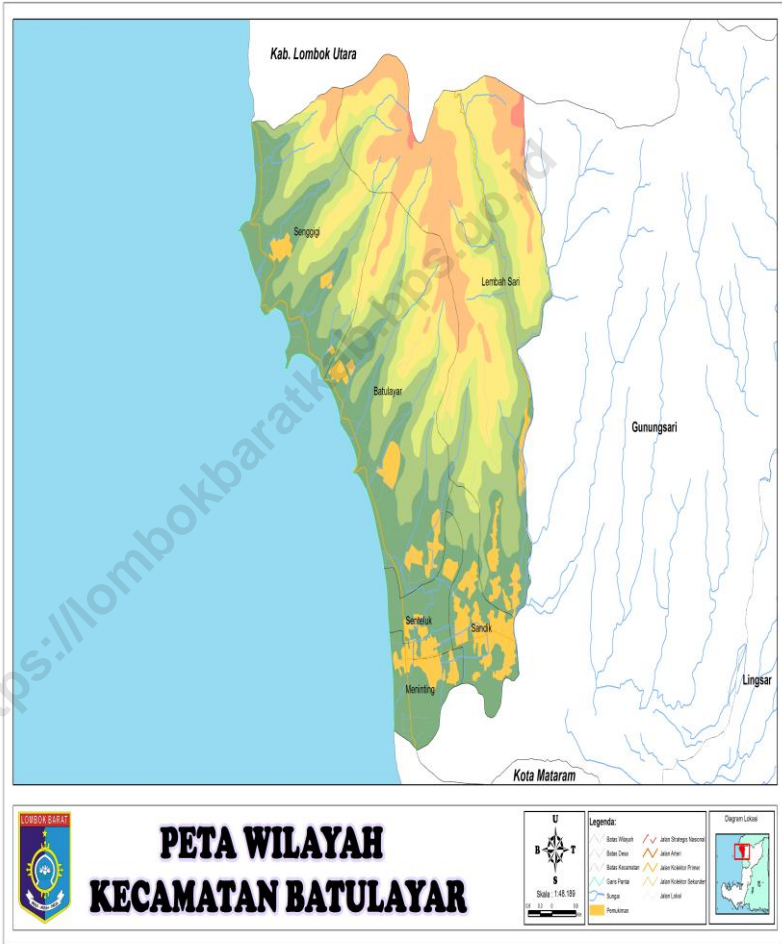 Kab. Lombok Utara
Senggigi
Lembah Sari
Batulayar
Gunungsari
Senteluk
Sandik
Meninting
Lingsar
Kota Mataram
https://lombokbaratkab.bps.go.id
LOMBOK BARAT
PETA WILAYAH
KECAMATAN BATULAYAR
U
B T
S
Skala : 1:48.189
Legenda:
Batas Wilayah
Batas Desa
Batas Kecamatan
Garis Pantai
Sungai
Pemukiman
Jalan Strategis Nasional
Jalan Arteri
Jalan Kolektor Primer
Jalan Kolektor Sekunder
Jalan Lokal
Diagram Lokasi